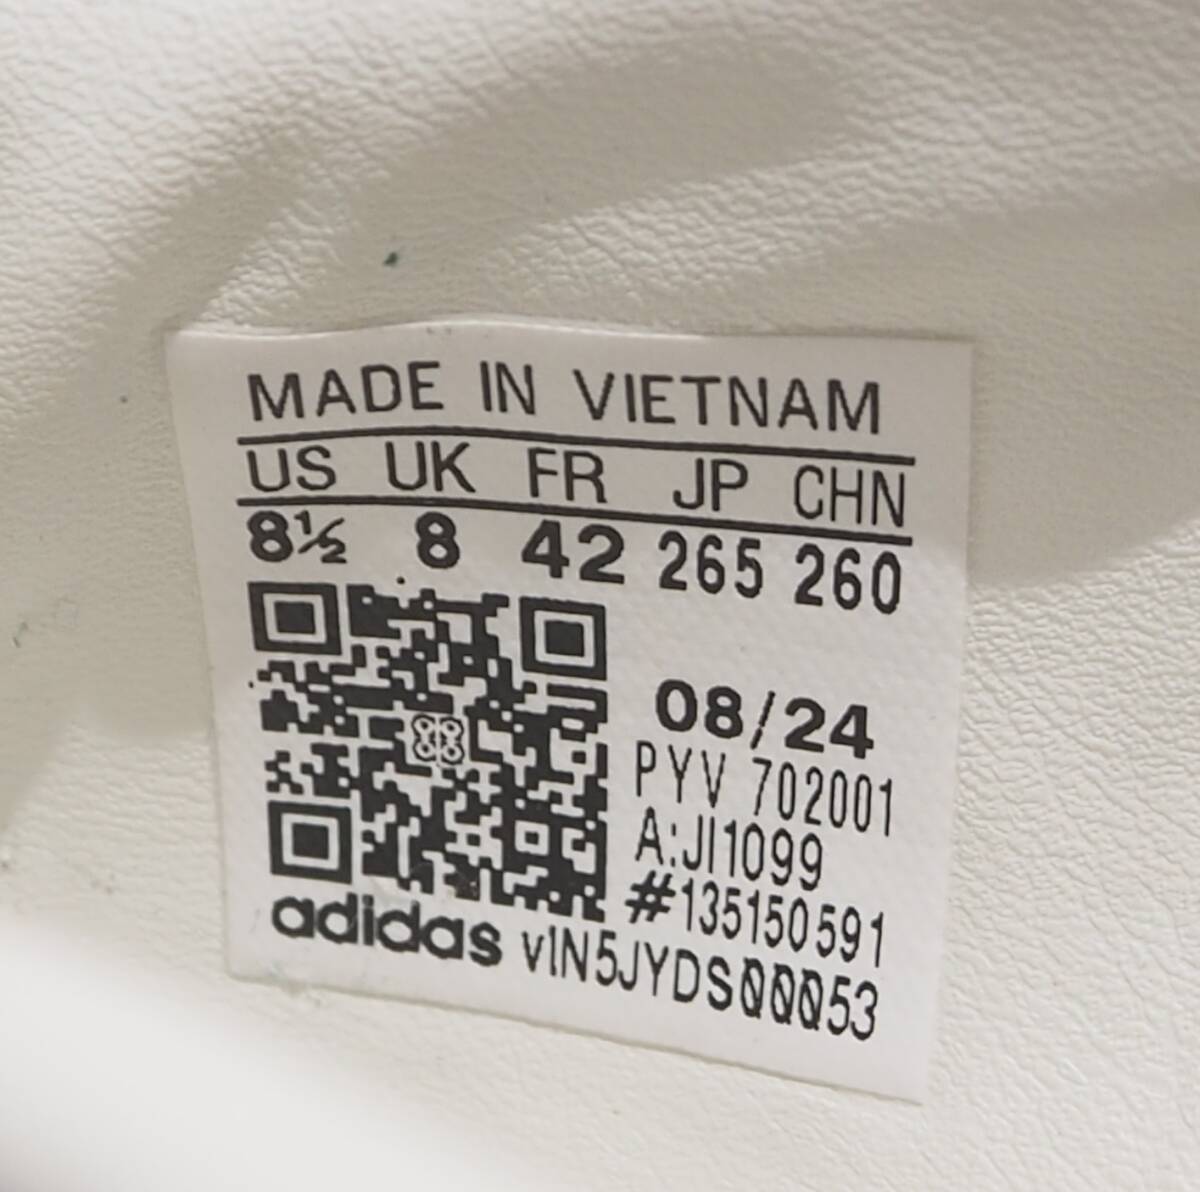 MADE IN VIETNAM
US UK FR JP CHN
8½ 8 42 265 260
08/24
PYV 702001
A:JI1099
#135150591
adidas v1N5JYDS00053